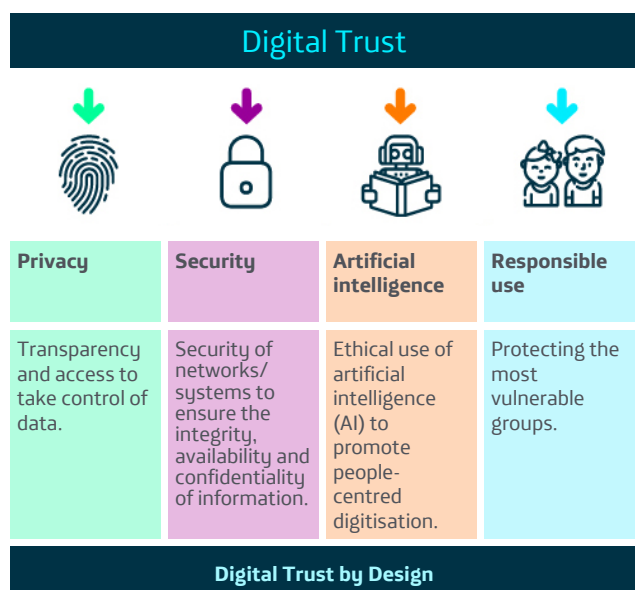 Digital Trust
Privacy
Security
Artificial
intelligence
Responsible
use
Transparency
and access to
take control of
data.
Security of
networks/
systems to
ensure the
integrity,
availability and
confidentiality
of information.
Ethical use of
artificial
intelligence
(AI) to
promote
people-
centred
digitisation.
Protecting the
most
vulnerable
groups.
Digital Trust by Design